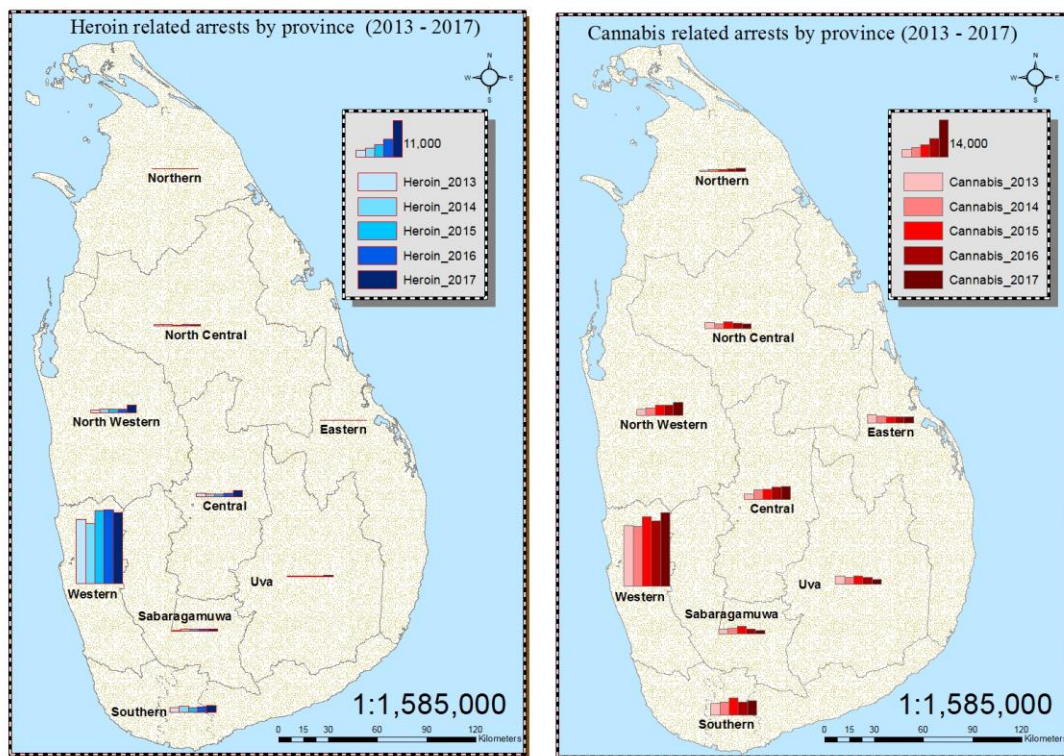 Heroin related arrests by province (2013 - 2017)
N
W E
S
11,000
Heroin_2013
Heroin_2014
Heroin_2015
Heroin_2016
Heroin_2017
Northern
North Central
North Western
Eastern
Central
Western
Uva
Sabaragamuwa
Southern
1:1,585,000
0 15 30 60 90 120
Kilometers
Cannabis related arrests by province (2013 - 2017)
N
W E
S
14,000
Cannabis_2013
Cannabis_2014
Cannabis_2015
Cannabis_2016
Cannabis_2017
Northern
North Central
North Western
Eastern
Central
Western
Uva
Sabaragamuwa
Southern
1:1,585,000
0 15 30 60 90 120
Kilometers